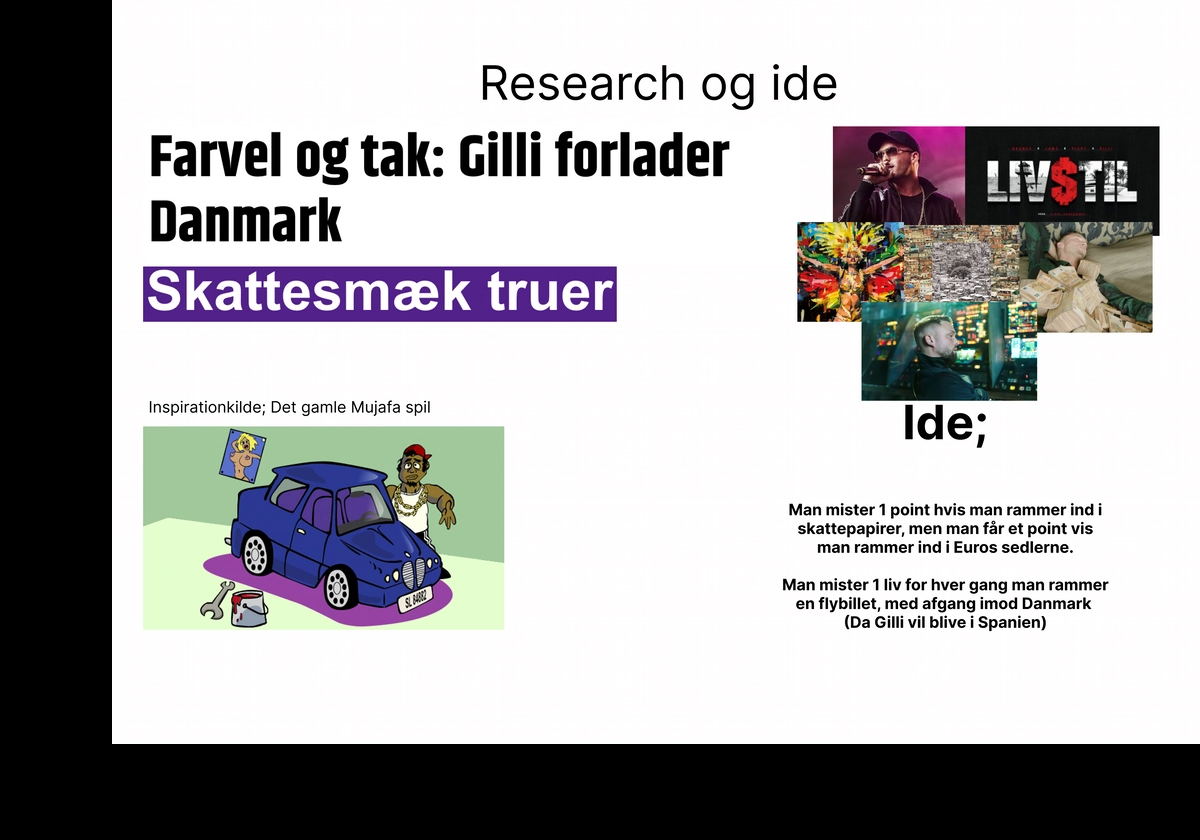 Research og ide
Farvel og tak: Gilli forlader
Danmark
Skattesmæk truer
LIV$TIL
Inspirationkilde; Det gamle Mujafa spil
SL 84882
Ide;
Man mister 1 point hvis man rammer ind i
skattepapirer, men man får et point vis
man rammer ind i Euros sedlerne.
Man mister 1 liv for hver gang man rammer
en flybillet, med afgang imod Danmark
(Da Gilli vil blive i Spanien)